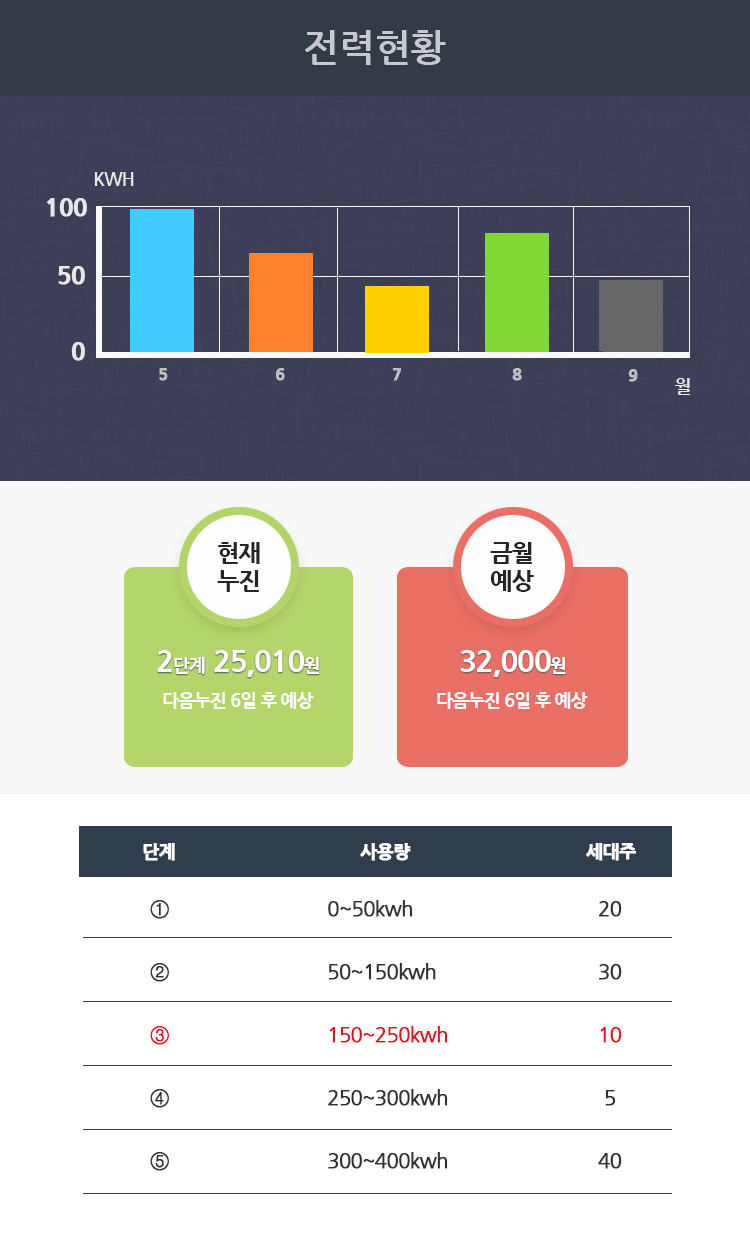 전력현황
KWH
100
50
0
5 6 7 8 9
월
현재
누진
2단계 25,010원
다음누진 6일 후 예상
금월
예상
32,000원
다음누진 6일 후 예상
단계 사용량 세대주
① 0~50kwh 20
② 50~150kwh 30
③ 150~250kwh 10
④ 250~300kwh 5
⑤ 300~400kwh 40